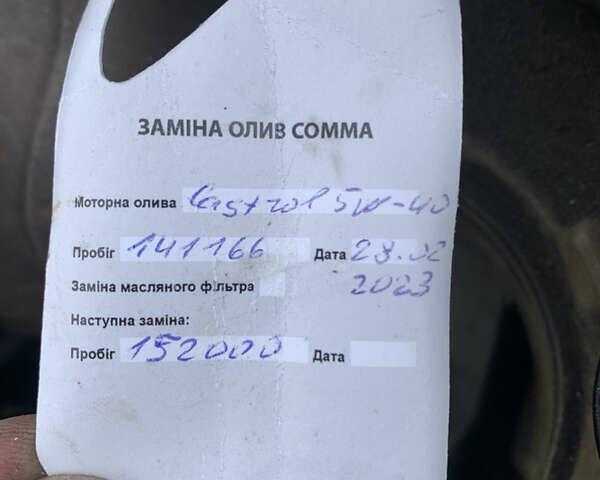 ЗАМІНА ОЛИВ СОММА
Моторна олива Castrol 5W-40
Пробіг 141166 Дата 28.02
Заміна масляного фільтра 2023
Наступна заміна:
Пробіг 152000 Дата